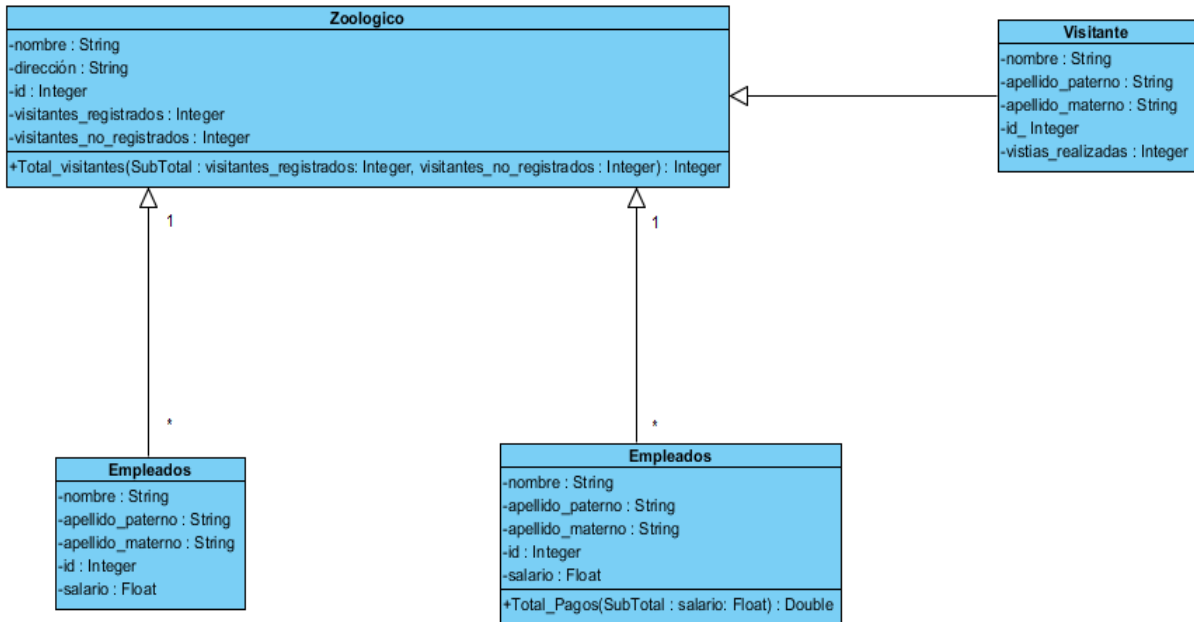 Zoologico
-nombre : String
-dirección : String
-id : Integer
-visitantes_registrados : Integer
-visitantes_no_registrados : Integer
+Total_visitantes(SubTotal : visitantes_registrados: Integer, visitantes_no_registrados : Integer) : Integer
Visitante
-nombre : String
-apellido_paterno : String
-apellido_materno : String
-id_ Integer
-vistias_realizadas : Integer
1
1
*
*
Empleados
-nombre : String
-apellido_paterno : String
-apellido_materno : String
-id : Integer
-salario : Float
Empleados
-nombre : String
-apellido_paterno : String
-apellido_materno : String
-id : Integer
-salario : Float
+Total_Pagos(SubTotal : salario: Float) : Double